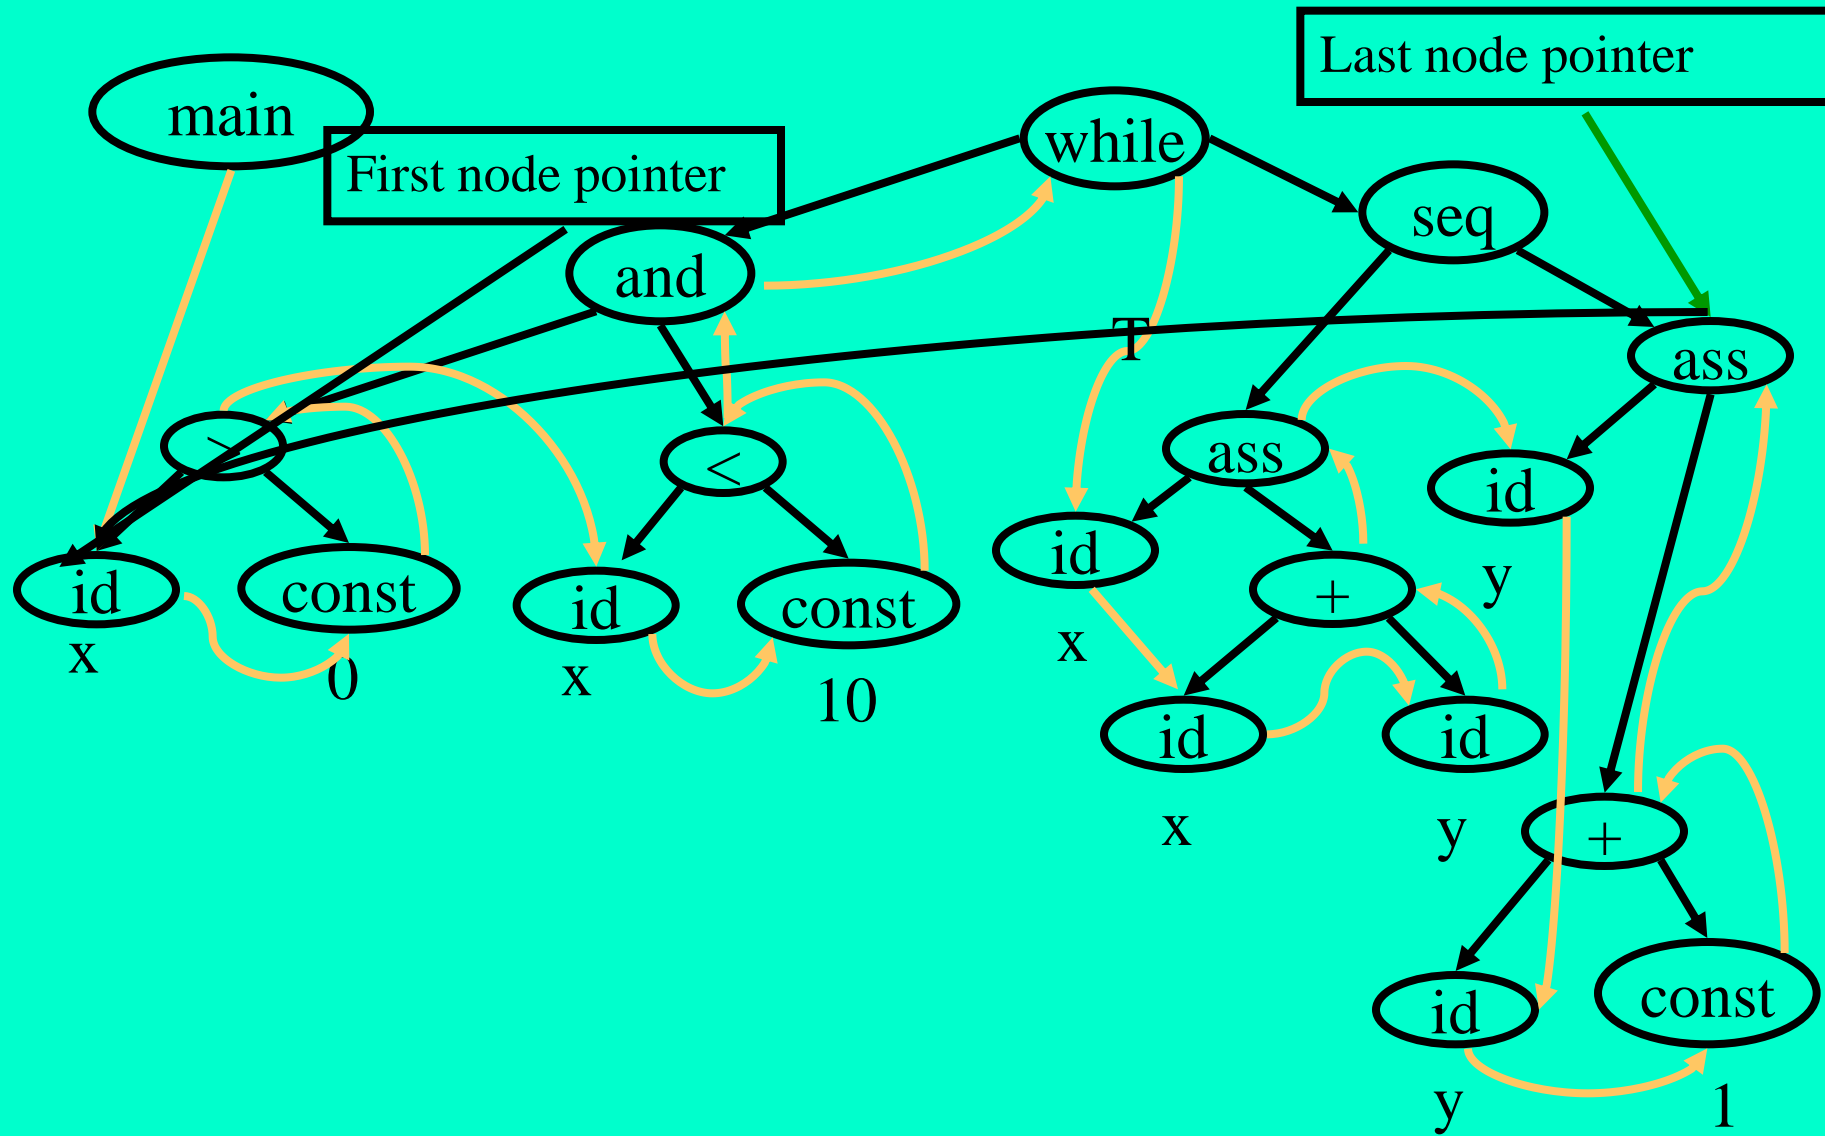 Last node pointer
main
while
First node pointer
seq
and
T
ass
>
<
ass
id
id
id
const
id
const
+
y
x
0
x
10
x
id
id
x
y
+
id
const
y
1